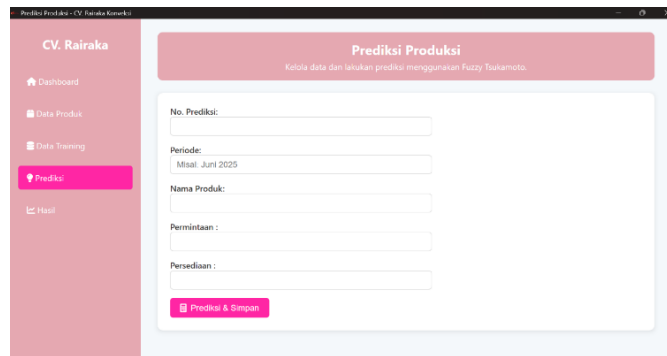 Prediksi Produksi - CV. Rairaka Konveksi
CV. Rairaka
Dashboard
Data Produk
Data Training
Prediksi
Hasil
Prediksi Produksi
Kelola data dan lakukan prediksi menggunakan Fuzzy Tsukamoto.
No. Prediksi:
Periode:
Misal: Juni 2025
Nama Produk:
Permintaan :
Persediaan :
Prediksi & Simpan